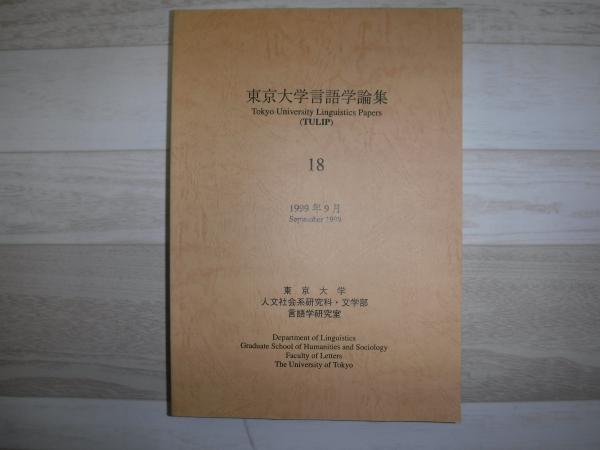 東京大学言語学論集
Tokyo University Linguistics Papers
(TULIP)
18
1999年9月
September 1999
東京大学
人文社会系研究科・文学部
言語学研究室
Department of Linguistics
Graduate School of Humanities and Sociology
Faculty of Letters
The University of Tokyo